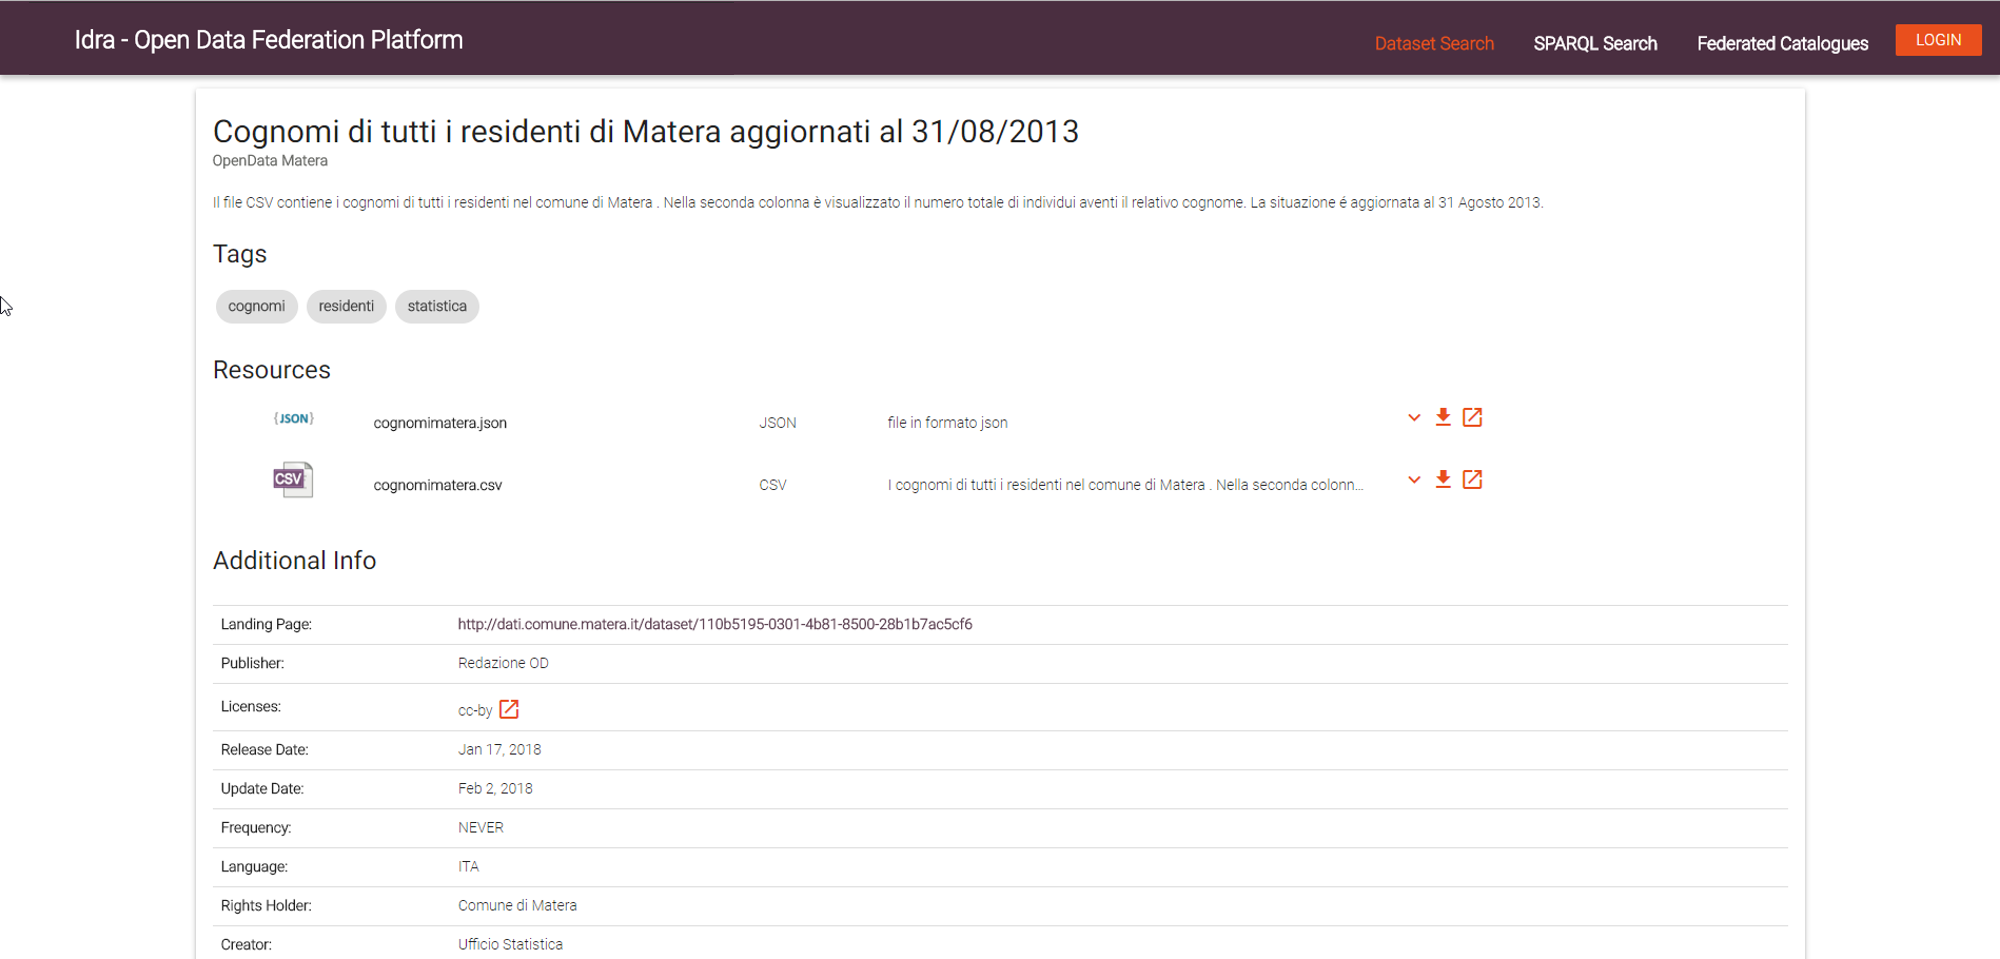 Idra - Open Data Federation Platform
Dataset Search
SPARQL Search
Federated Catalogues
LOGIN
Cognomi di tutti i residenti di Matera aggiornati al 31/08/2013
OpenData Matera
Il file CSV contiene i cognomi di tutti i residenti nel comune di Matera . Nella seconda colonna è visualizzato il numero totale di individui aventi il relativo cognome. La situazione é aggiornata al 31 Agosto 2013.
Tags
cognomi residenti statistica
Resources
{JSON} cognomimatera.json JSON file in formato json
CSV cognomimatera.csv CSV I cognomi di tutti i residenti nel comune di Matera . Nella seconda colonn...
Additional Info
Landing Page: http://dati.comune.matera.it/dataset/110b5195-0301-4b81-8500-28b1b7ac5cf6
Publisher: Redazione OD
Licenses: cc-by
Release Date: Jan 17, 2018
Update Date: Feb 2, 2018
Frequency: NEVER
Language: ITA
Rights Holder: Comune di Matera
Creator: Ufficio Statistica